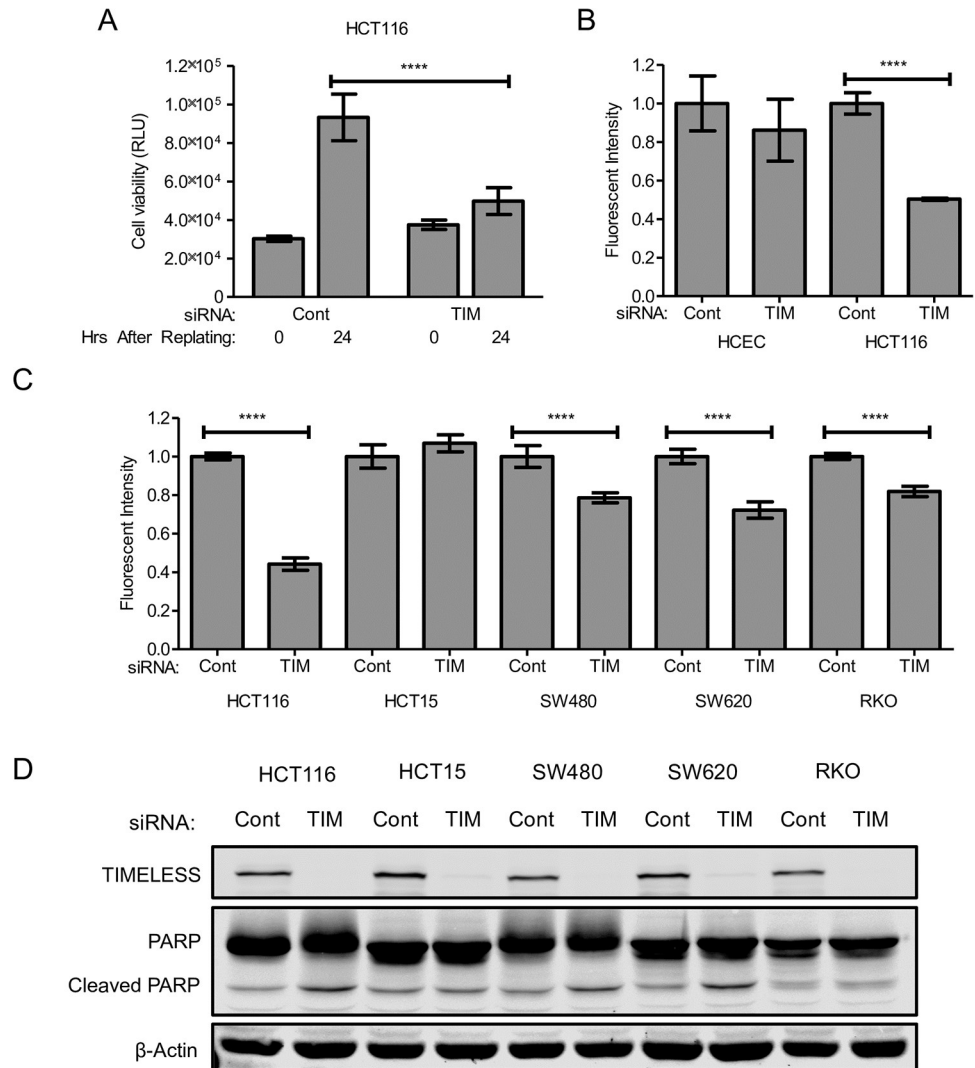 A
HCT116
Cell viability (RLU)
1.2×10⁵
1.0×10⁵
8.0×10⁴
6.0×10⁴
4.0×10⁴
2.0×10⁴
0
****
siRNA: Cont TIM
Hrs After Replating: 0 24 0 24
B
Fluorescent Intensity
1.2
1.0
0.8
0.6
0.4
0.2
0.0
****
siRNA: Cont TIM Cont TIM
HCEC HCT116
C
Fluorescent Intensity
1.2
1.0
0.8
0.6
0.4
0.2
0.0
**** **** **** ****
siRNA: Cont TIM Cont TIM Cont TIM Cont TIM Cont TIM
HCT116 HCT15 SW480 SW620 RKO
D
HCT116 HCT15 SW480 SW620 RKO
siRNA: Cont TIM Cont TIM Cont TIM Cont TIM Cont TIM
TIMELESS
PARP
Cleaved PARP
β-Actin